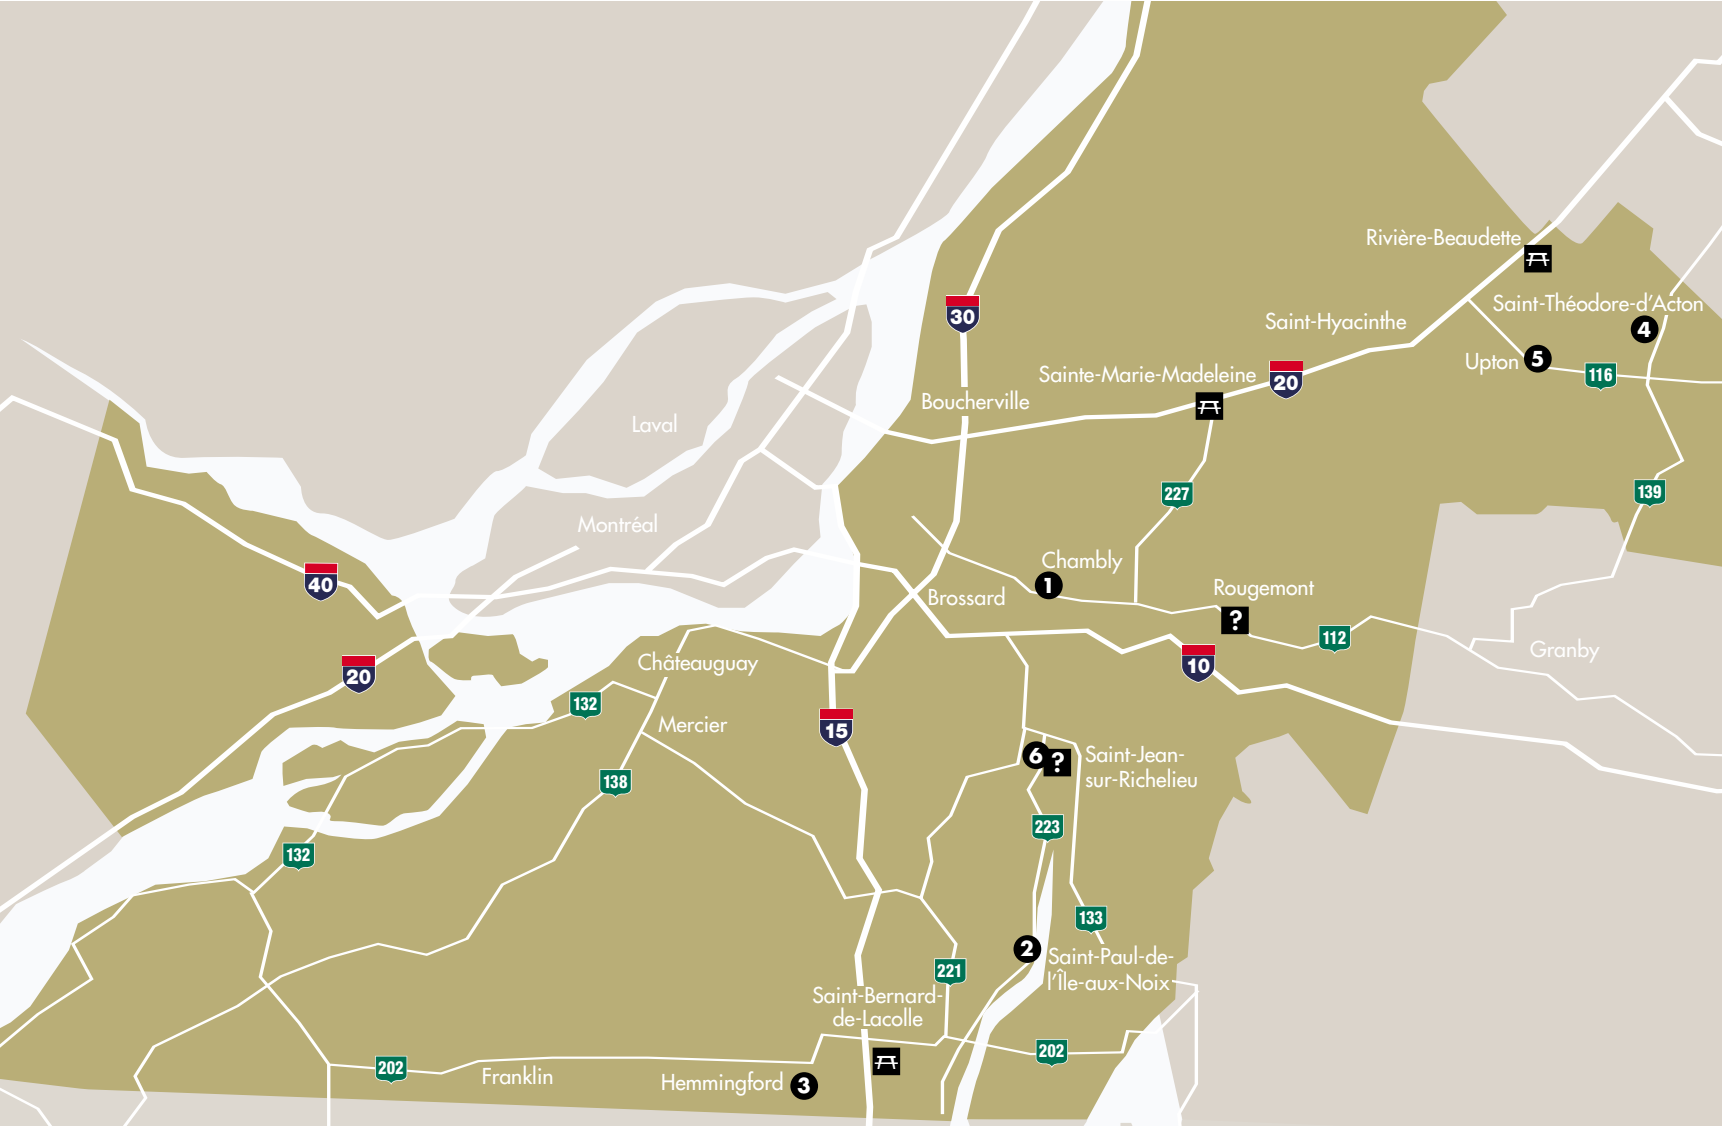 Rivière-Beaudette
Saint-Théodore-d'Acton
4
30
Saint-Hyacinthe
Upton
5
116
Sainte-Marie-Madeleine
20
Boucherville
Laval
227
139
Montréal
Chambly
1
40
Brossard
Rougemont
?
112
Granby
10
20
Châteauguay
132
Mercier
15
138
6
?
Saint-Jean-
sur-Richelieu
223
132
133
2
Saint-Paul-de-
l'Île-aux-Noix
221
Saint-Bernard-
de-Lacolle
202
202
Franklin
Hemmingford
3